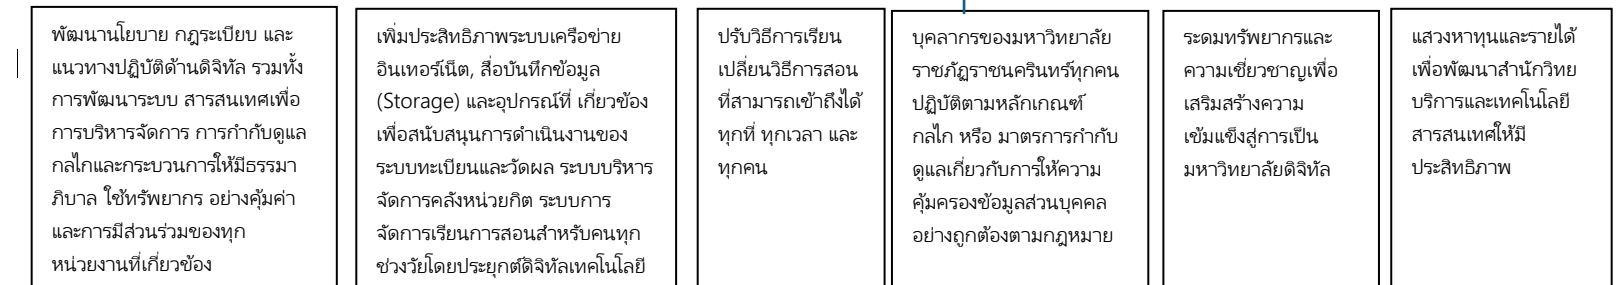 พัฒนานโยบาย กฎระเบียบ และ
แนวทางปฏิบัติด้านดิจิทัล รวมทั้ง
การพัฒนาระบบ สารสนเทศเพื่อ
การบริหารจัดการ การกำกับดูแล
กลไกและกระบวนการให้มีธรรมา
ภิบาล ใช้ทรัพยากร อย่างคุ้มค่า
และการมีส่วนร่วมของทุก
หน่วยงานที่เกี่ยวข้อง
เพิ่มประสิทธิภาพระบบเครือข่าย
อินเทอร์เน็ต, สื่อบันทึกข้อมูล
(Storage) และอุปกรณ์ที่ เกี่ยวข้อง
เพื่อสนับสนุนการดำเนินงานของ
ระบบทะเบียนและวัดผล ระบบบริหาร
จัดการคลังหน่วยกิต ระบบการ
จัดการเรียนการสอนสำหรับคนทุก
ช่วงวัยโดยประยุกต์ดิจิทัลเทคโนโลยี
ปรับวิธีการเรียน
เปลี่ยนวิธีการสอน
ที่สามารถเข้าถึงได้
ทุกที่ ทุกเวลา และ
ทุกคน
บุคลากรของมหาวิทยาลัย
ราชภัฏราชนครินทร์ทุกคน
ปฏิบัติตามหลักเกณฑ์
กลไก หรือ มาตรการกำกับ
ดูแลเกี่ยวกับการให้ความ
คุ้มครองข้อมูลส่วนบุคคล
อย่างถูกต้องตามกฎหมาย
ระดมทรัพยากรและ
ความเชี่ยวชาญเพื่อ
เสริมสร้างความ
เข้มแข็งสู่การเป็น
มหาวิทยาลัยดิจิทัล
แสวงหาทุนและรายได้
เพื่อพัฒนาสำนักวิทย
บริการและเทคโนโลยี
สารสนเทศให้มี
ประสิทธิภาพ